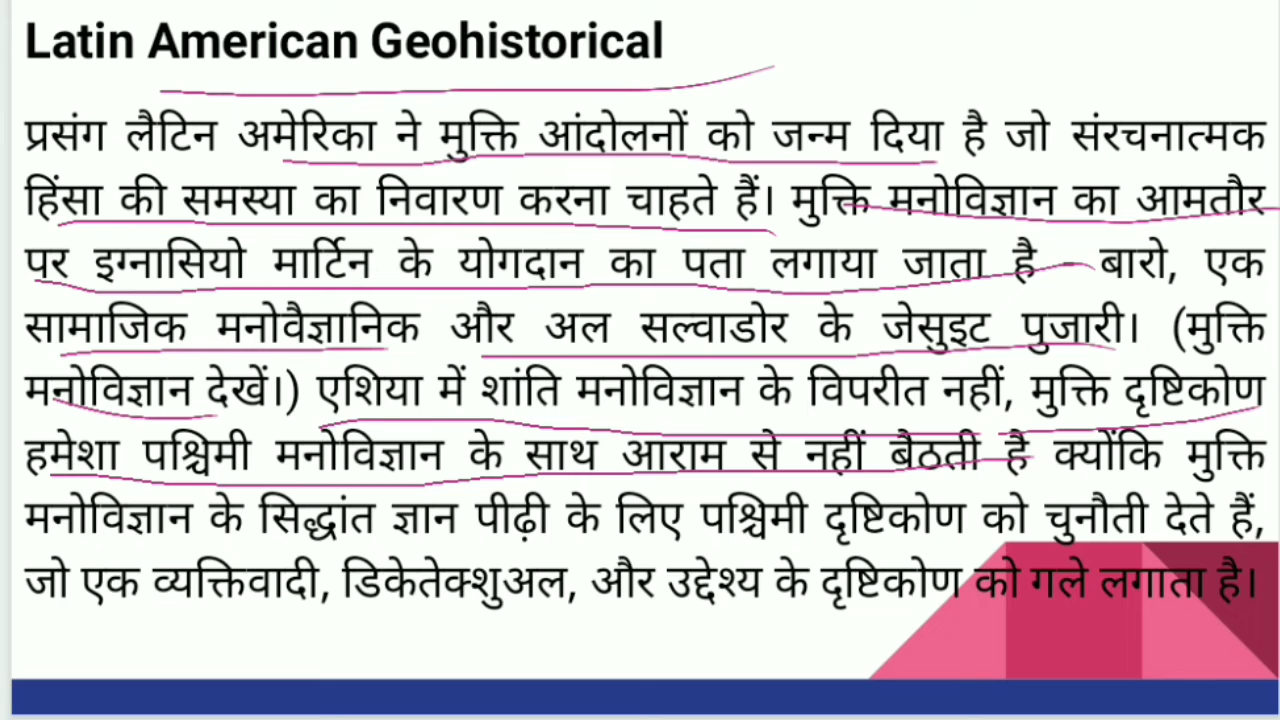 Latin American Geohistorical
प्रसंग लैटिन अमेरिका ने मुक्ति आंदोलनों को जन्म दिया है जो संरचनात्मक
हिंसा की समस्या का निवारण करना चाहते हैं। मुक्ति मनोविज्ञान का आमतौर
पर इग्नासियो मार्टिन के योगदान का पता लगाया जाता है - बारो, एक
सामाजिक मनोवैज्ञानिक और अल सल्वाडोर के जेसुइट पुजारी। (मुक्ति
मनोविज्ञान देखें।) एशिया में शांति मनोविज्ञान के विपरीत नहीं, मुक्ति दृष्टिकोण
हमेशा पश्चिमी मनोविज्ञान के साथ आराम से नहीं बैठती है क्योंकि मुक्ति
मनोविज्ञान के सिद्धांत ज्ञान पीढ़ी के लिए पश्चिमी दृष्टिकोण को चुनौती देते हैं,
जो एक व्यक्तिवादी, डिकेतेक्शुअल, और उद्देश्य के दृष्टिकोण को गले लगाता है।